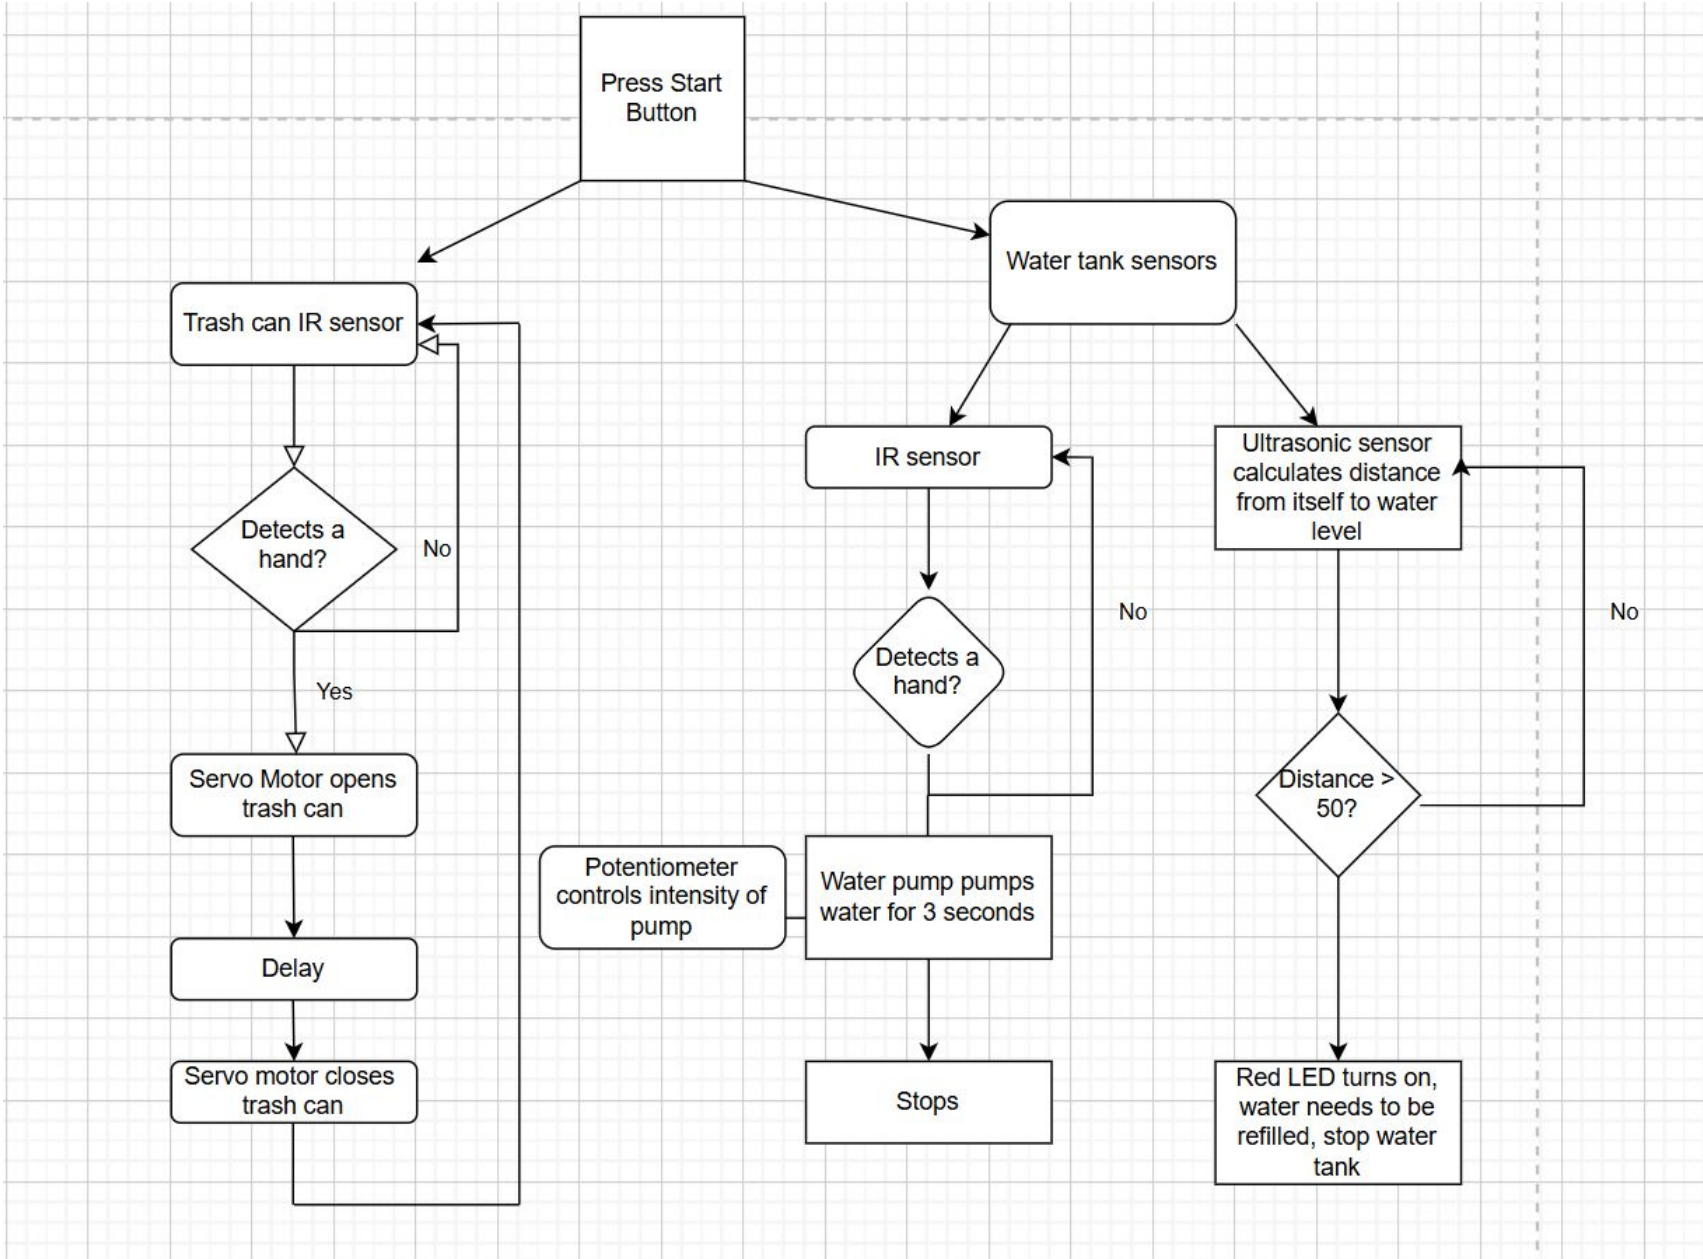 Press Start
Button
Water tank sensors
Trash can IR sensor
IR sensor
Ultrasonic sensor
calculates distance
from itself to water
level
Detects a
hand?
No
No
No
Detects a
hand?
Yes
Servo Motor opens
trash can
Distance >
50?
Potentiometer
controls intensity of
pump
Water pump pumps
water for 3 seconds
Delay
Servo motor closes
trash can
Stops
Red LED turns on,
water needs to be
refilled, stop water
tank